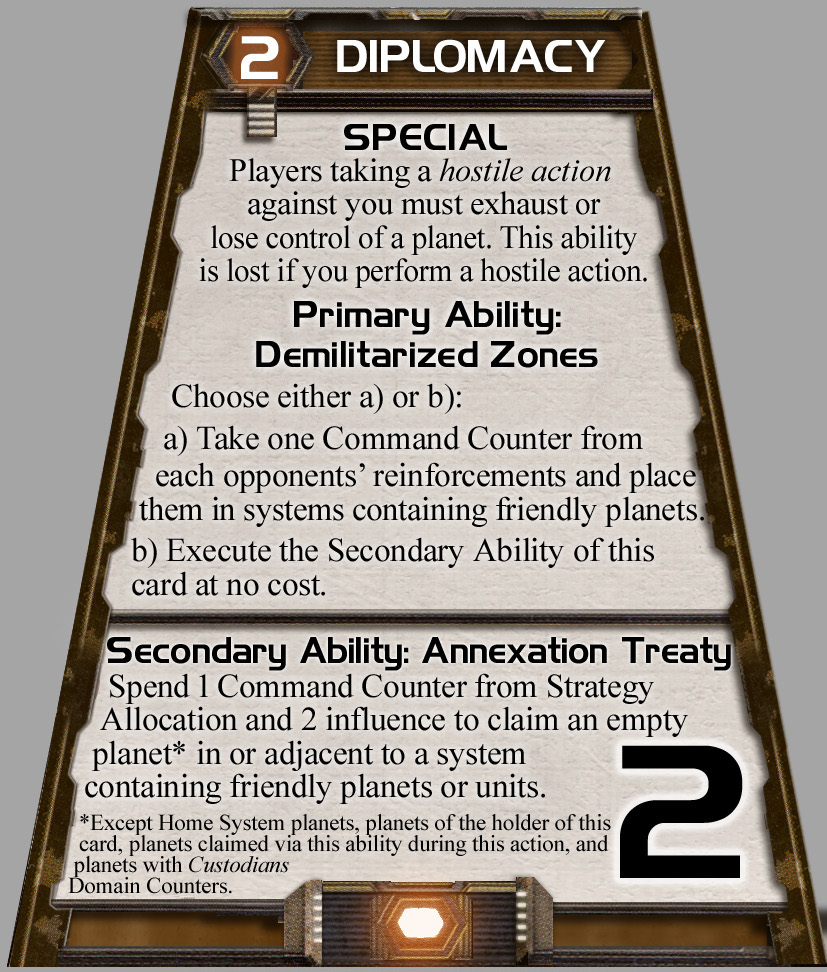 2 DIPLOMACY
SPECIAL
Players taking a hostile action
against you must exhaust or
lose control of a planet. This ability
is lost if you perform a hostile action.
Primary Ability:
Demilitarized Zones
Choose either a) or b):
a) Take one Command Counter from
each opponents’ reinforcements and place
them in systems containing friendly planets.
b) Execute the Secondary Ability of this
card at no cost.
Secondary Ability: Annexation Treaty
Spend 1 Command Counter from Strategy
Allocation and 2 influence to claim an empty
planet* in or adjacent to a system
containing friendly planets or units.
*Except Home System planets, planets of the holder of this
card, planets claimed via this ability during this action, and
planets with Custodians
Domain Counters.
2